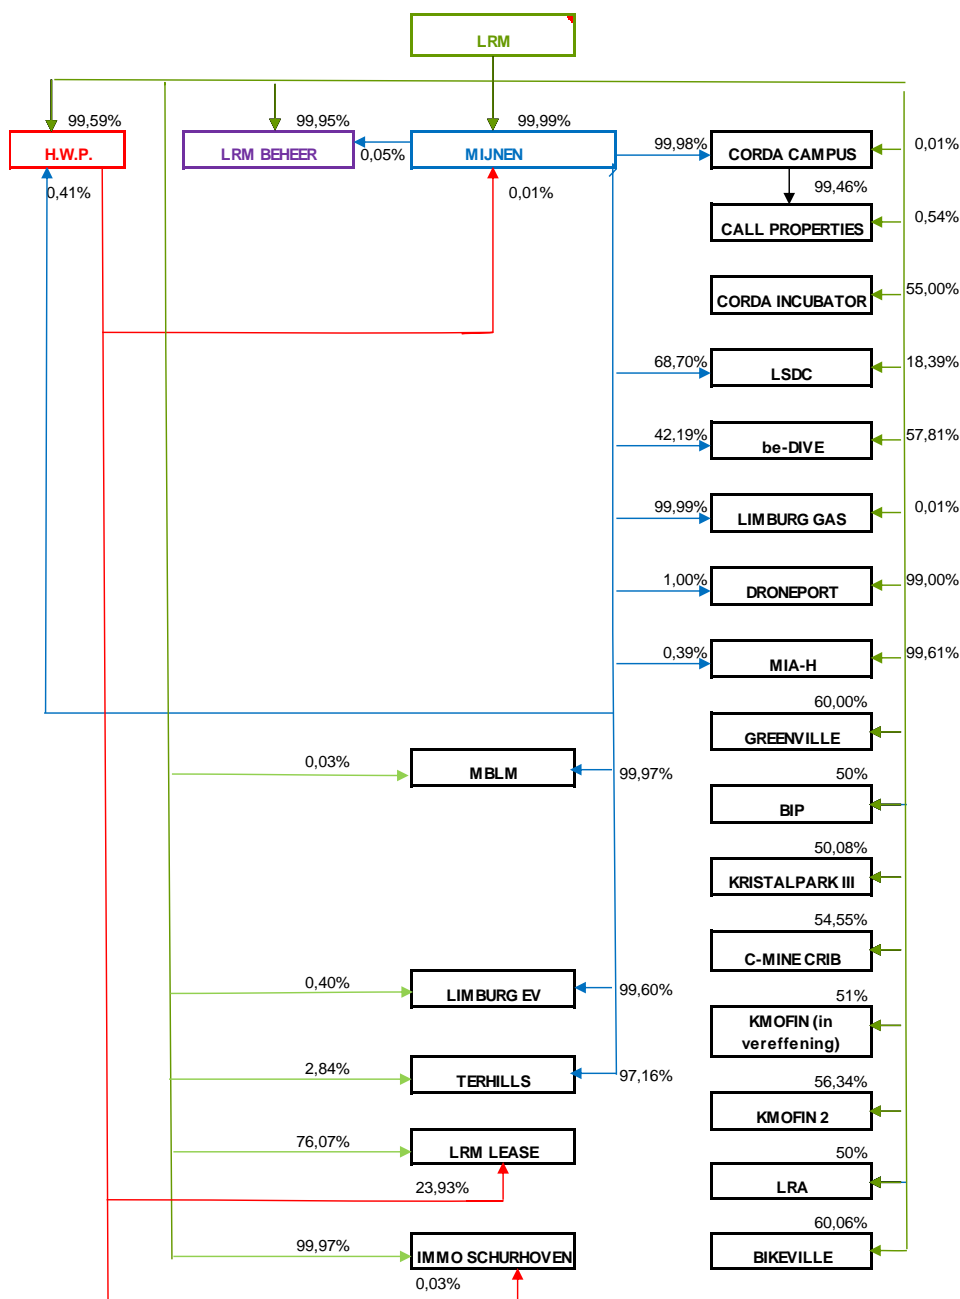 LRM
99,59%
99,95%
99,99%
H.W.P.
LRM BEHEER
0,05%
MIJNEN
99,98%
CORDA CAMPUS
0,01%
0,41%
0,01%
99,46%
CALL PROPERTIES
0,54%
CORDA INCUBATOR
55,00%
68,70%
LSDC
18,39%
42,19%
be-DIVE
57,81%
99,99%
LIMBURG GAS
0,01%
1,00%
DRONEPORT
99,00%
0,39%
MIA-H
99,61%
60,00%
GREENVILLE
0,03%
MBLM
99,97%
50%
BIP
50,08%
KRISTALPARK III
54,55%
C-MINE CRIB
0,40%
LIMBURG EV
99,60%
51%
KMOFIN (in
vereffening)
2,84%
TERHILLS
97,16%
56,34%
KMOFIN 2
76,07%
LRM LEASE
23,93%
50%
LRA
60,06%
BIKEVILLE
99,97%
IMMO SCHURHOVEN
0,03%